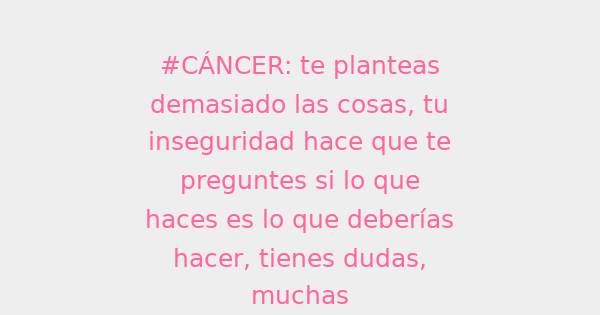 #CÁNCER: te planteas
demasiado las cosas, tu
inseguridad hace que te
preguntes si lo que
haces es lo que deberías
hacer, tienes dudas,
muchas